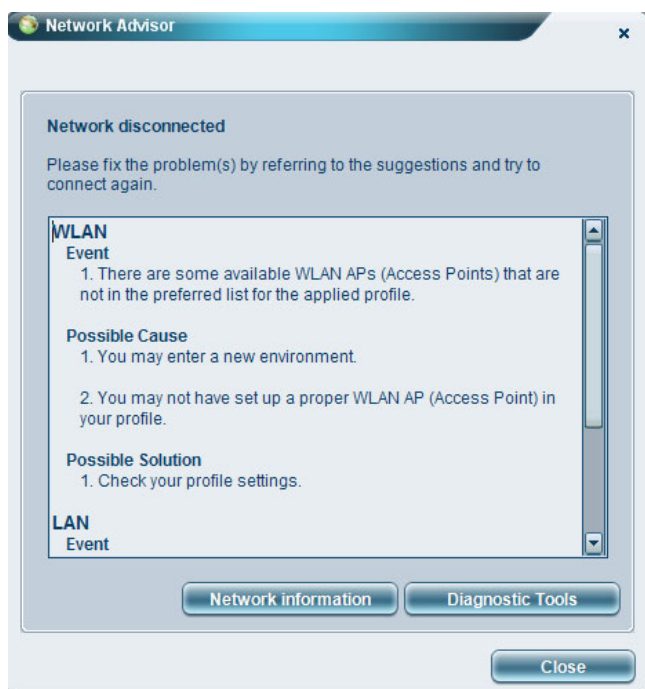 Network Advisor
Network disconnected
Please fix the problem(s) by referring to the suggestions and try to
connect again.
WLAN
Event
1. There are some available WLAN APs (Access Points) that are
not in the preferred list for the applied profile.
Possible Cause
1. You may enter a new environment.
2. You may not have set up a proper WLAN AP (Access Point) in
your profile.
Possible Solution
1. Check your profile settings.
LAN
Event
Network information
Diagnostic Tools
Close